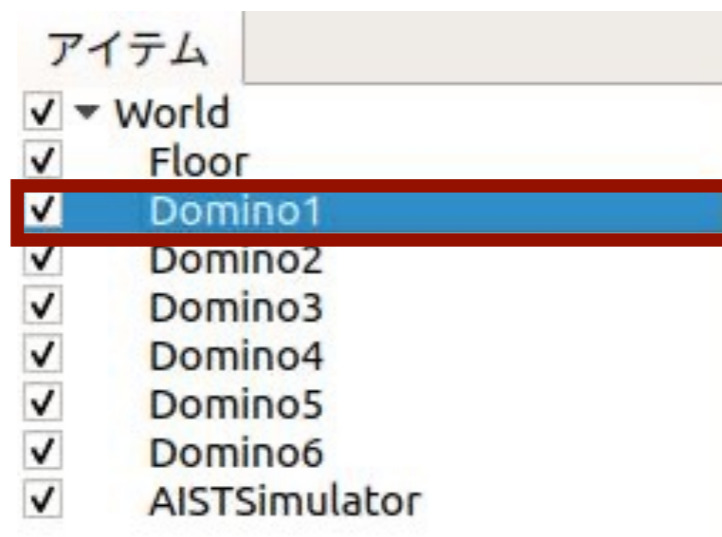 アイテム
World
Floor
Domino1
Domino2
Domino3
Domino4
Domino5
Domino6
AISTSimulator